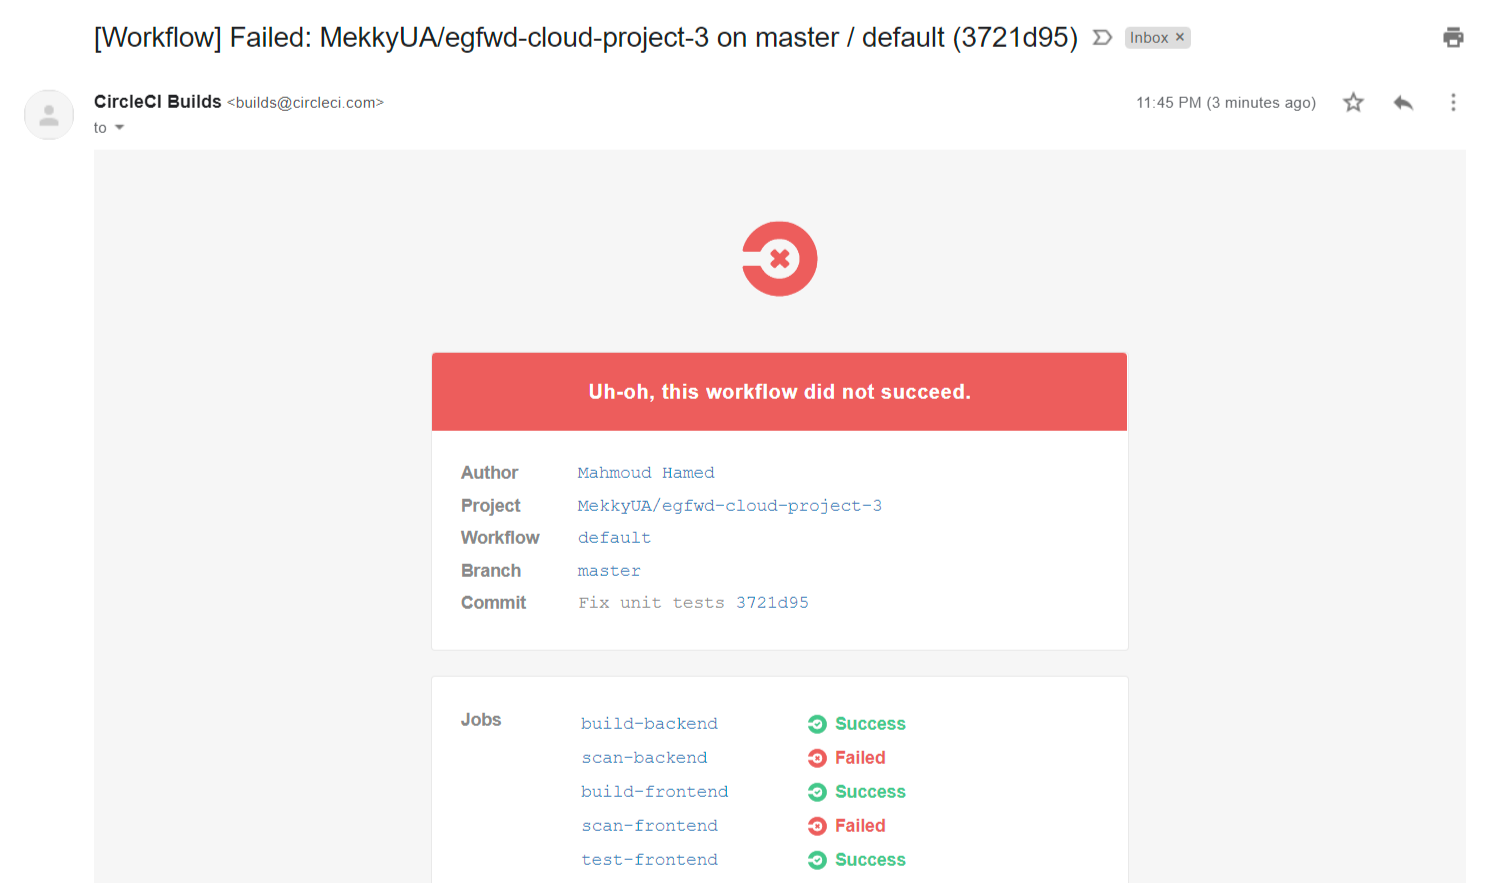 [Workflow] Failed: MekkyUA/egfwd-cloud-project-3 on master / default (3721d95) Inbox ×
CircleCI Builds <builds@circleci.com> 11:45 PM (3 minutes ago)
to
Uh-oh, this workflow did not succeed.
Author Mahmoud Hamed
Project MekkyUA/egfwd-cloud-project-3
Workflow default
Branch master
Commit Fix unit tests 3721d95
Jobs build-backend Success
scan-backend Failed
build-frontend Success
scan-frontend Failed
test-frontend Success